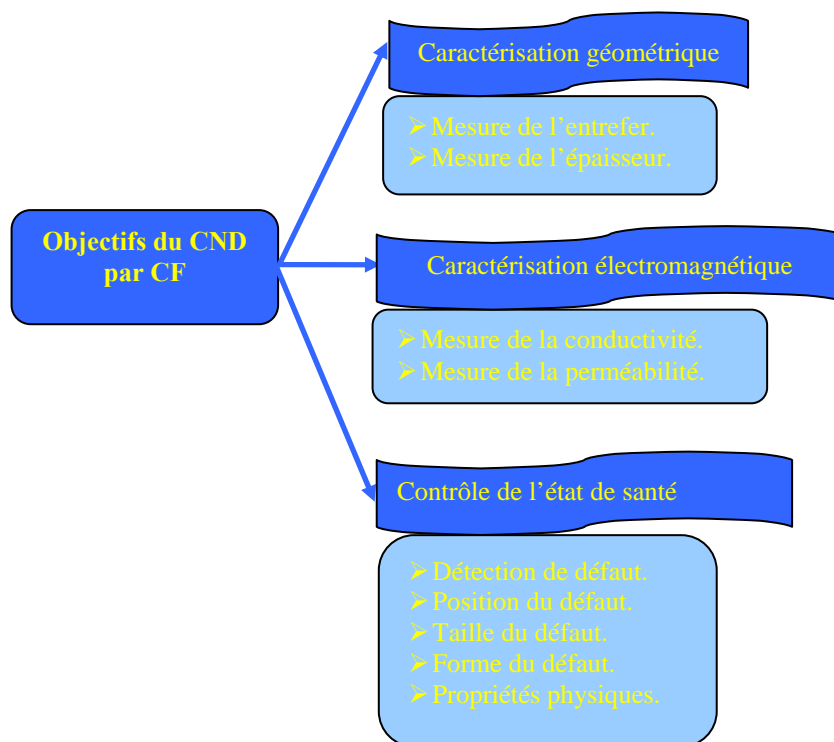 Caractérisation géométrique
➢ Mesure de l'entrefer.
➢ Mesure de l'épaisseur.
Objectifs du CND
par CF
Caractérisation électromagnétique
➢ Mesure de la conductivité.
➢ Mesure de la perméabilité.
Contrôle de l'état de santé
➢ Détection de défaut.
➢ Position du défaut.
➢ Taille du défaut.
➢ Forme du défaut.
➢ Propriétés physiques.